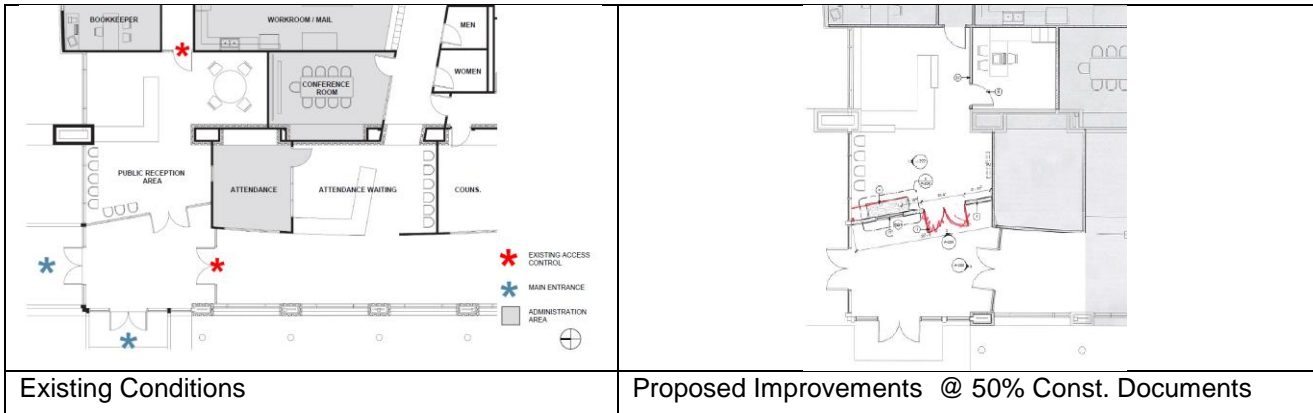 BOOKKEEPER
WORKROOM / MAIL
MEN
WOMEN
CONFERENCE
ROOM
PUBLIC RECEPTION
AREA
ATTENDANCE
ATTENDANCE WAITING
COUNS.
EXISTING ACCESS
CONTROL
MAIN ENTRANCE
ADMINISTRATION
AREA
Existing Conditions
Proposed Improvements @ 50% Const. Documents